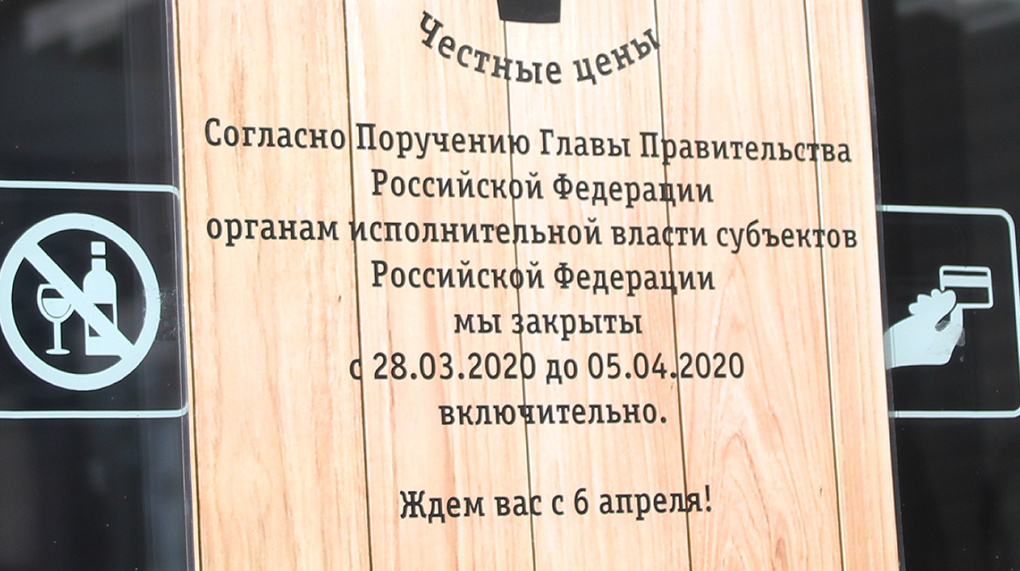 Честные цены
Согласно Поручению Главы Правительства
Российской Федерации
органам исполнительной власти субъектов
Российской Федерации
мы закрыты
с 28.03.2020 до 05.04.2020
включительно.
Ждем вас с 6 апреля!